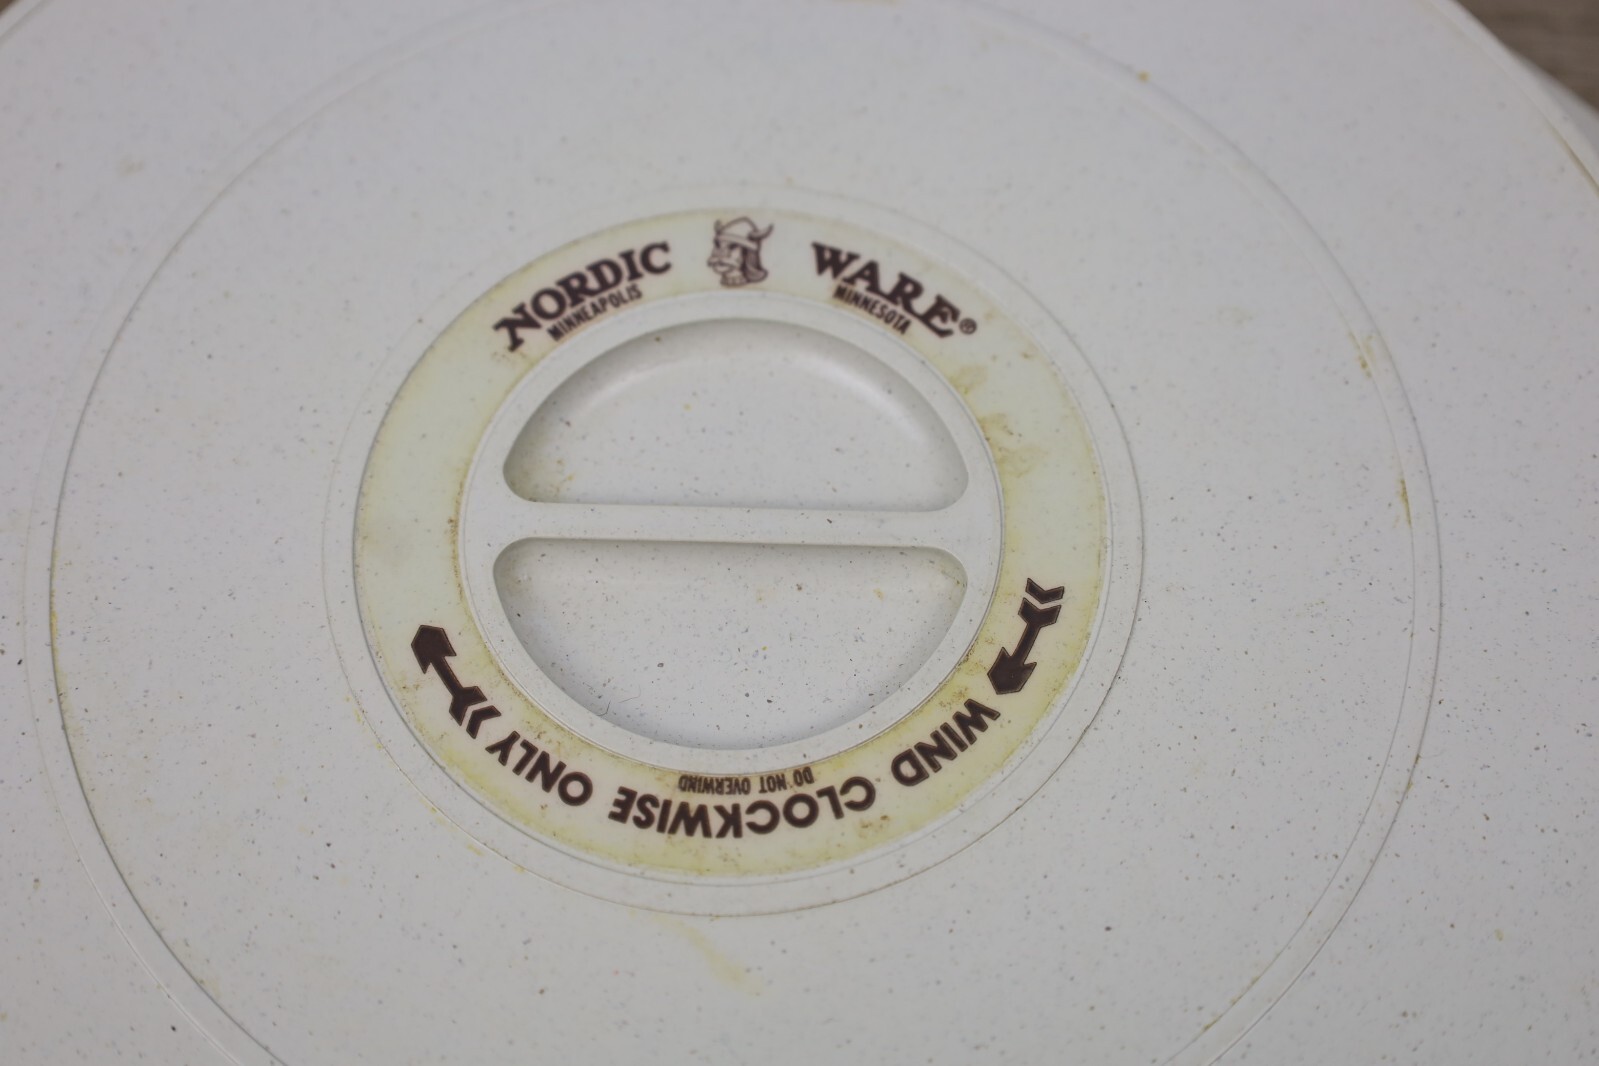 NORDIC WARE®
MINNEAPOLIS MINNESOTA
WIND CLOCKWISE ONLY
DO NOT OVERWIND